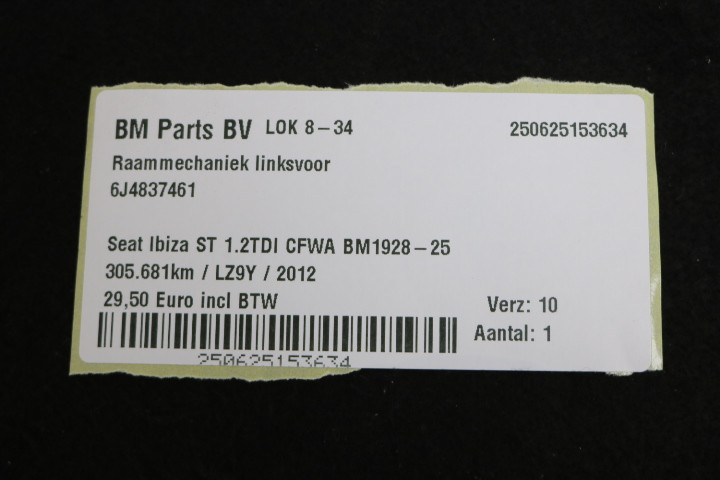 BM Parts BV LOK 8-34 250625153634
Raammechaniek linksvoor
6J4837461
Seat Ibiza ST 1.2TDI CFWA BM1928-25
305.681km / LZ9Y / 2012
29,50 Euro incl BTW Verz: 10
Aantal: 1
250625153634